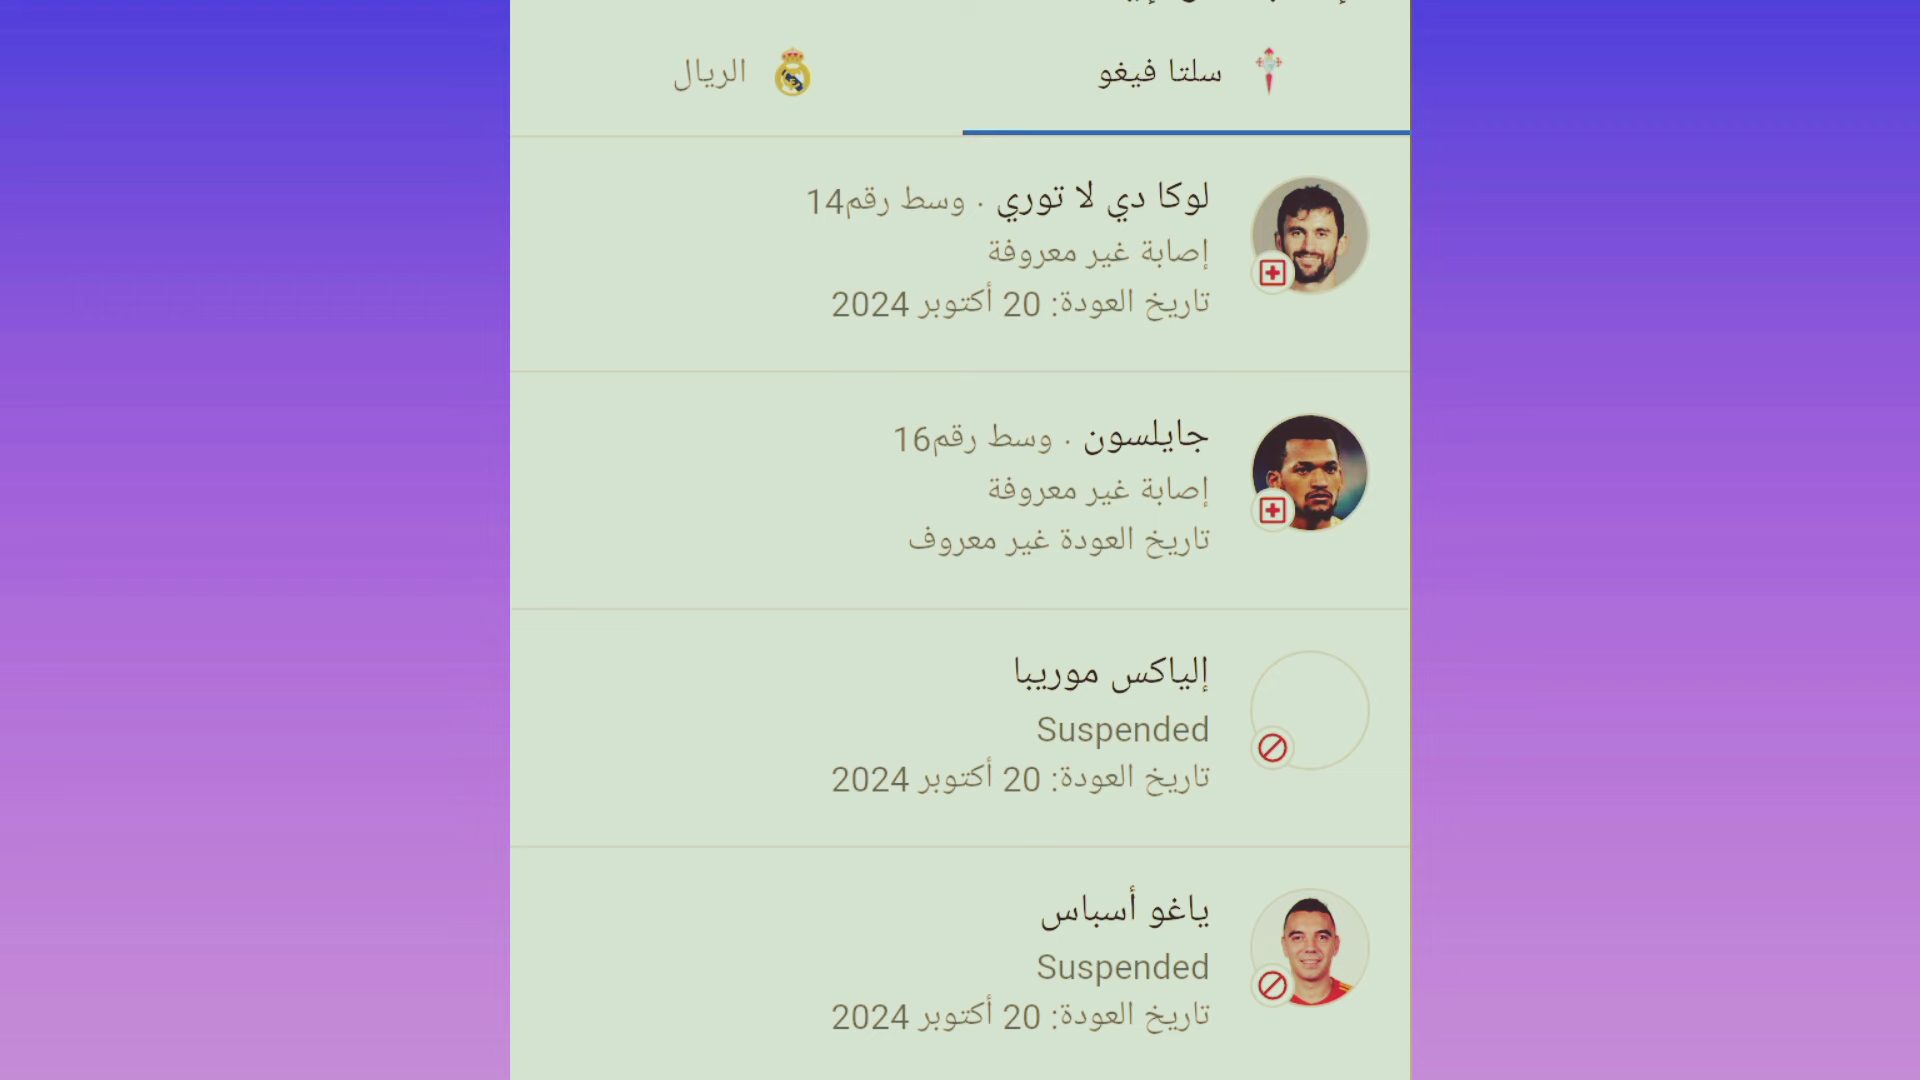 سلتا فيغو
الريال
لوكا دي لا توري · وسط رقم14
إصابة غير معروفة
تاريخ العودة: 20 أكتوبر 2024
جايلسون · وسط رقم16
إصابة غير معروفة
تاريخ العودة غير معروف
إلياكس موريبا
Suspended
تاريخ العودة: 20 أكتوبر 2024
ياغو أسباس
Suspended
تاريخ العودة: 20 أكتوبر 2024